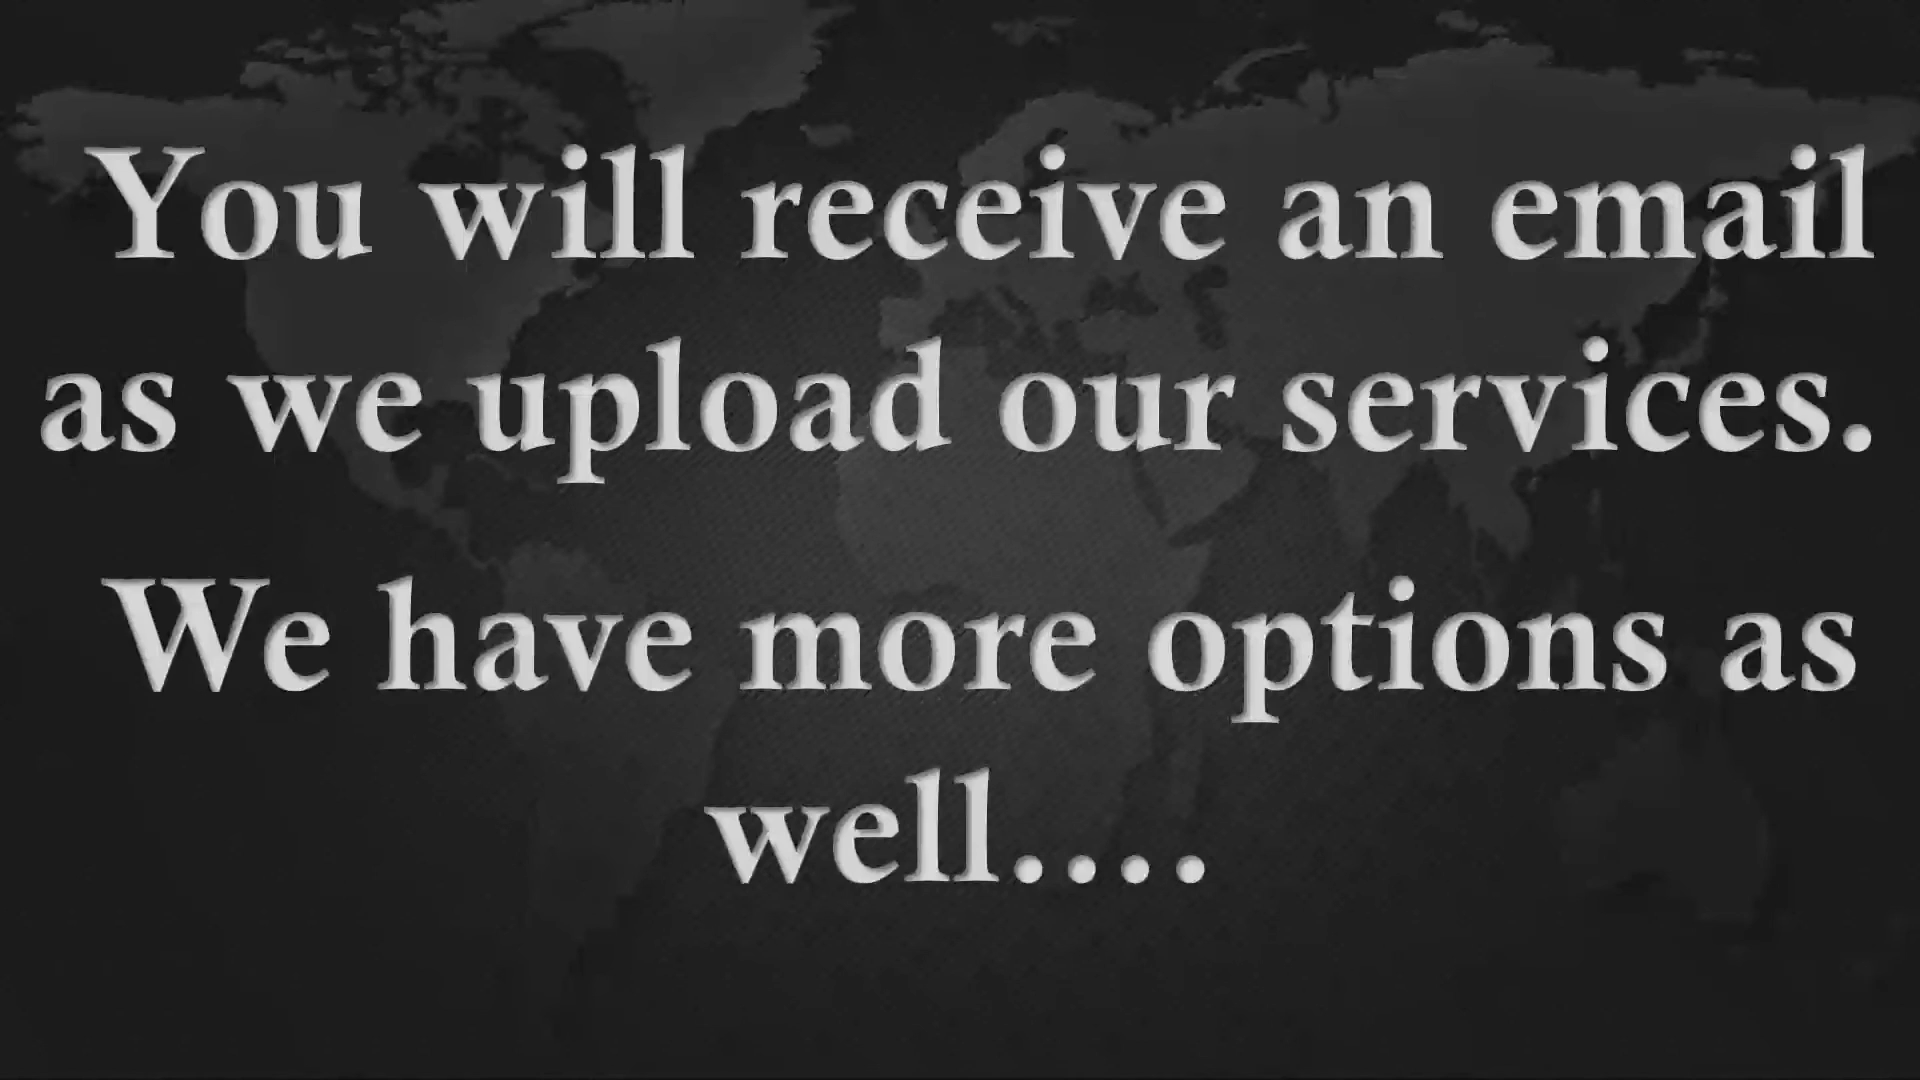 You will receive an email
as we upload our services.
We have more options as
well....